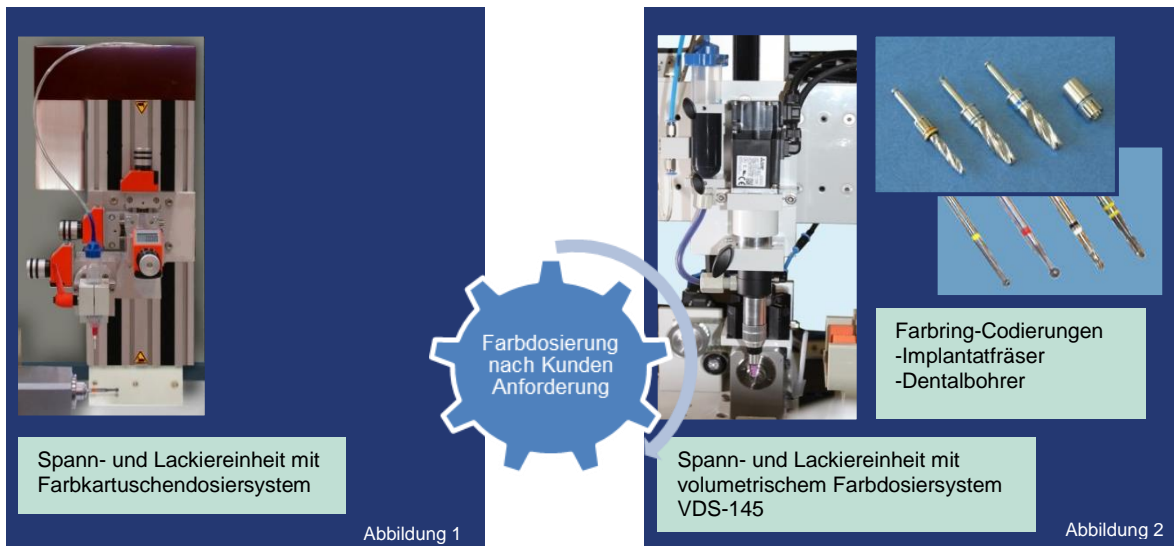 Spann- und Lackiereinheit mit
Farbkartuschendosiersystem
Abbildung 1
Farbdosierung
nach Kunden
Anforderung
Farbring-Codierungen
-Implantatfräser
-Dentalbohrer
Spann- und Lackiereinheit mit
volumetrischem Farbdosiersystem
VDS-145
Abbildung 2